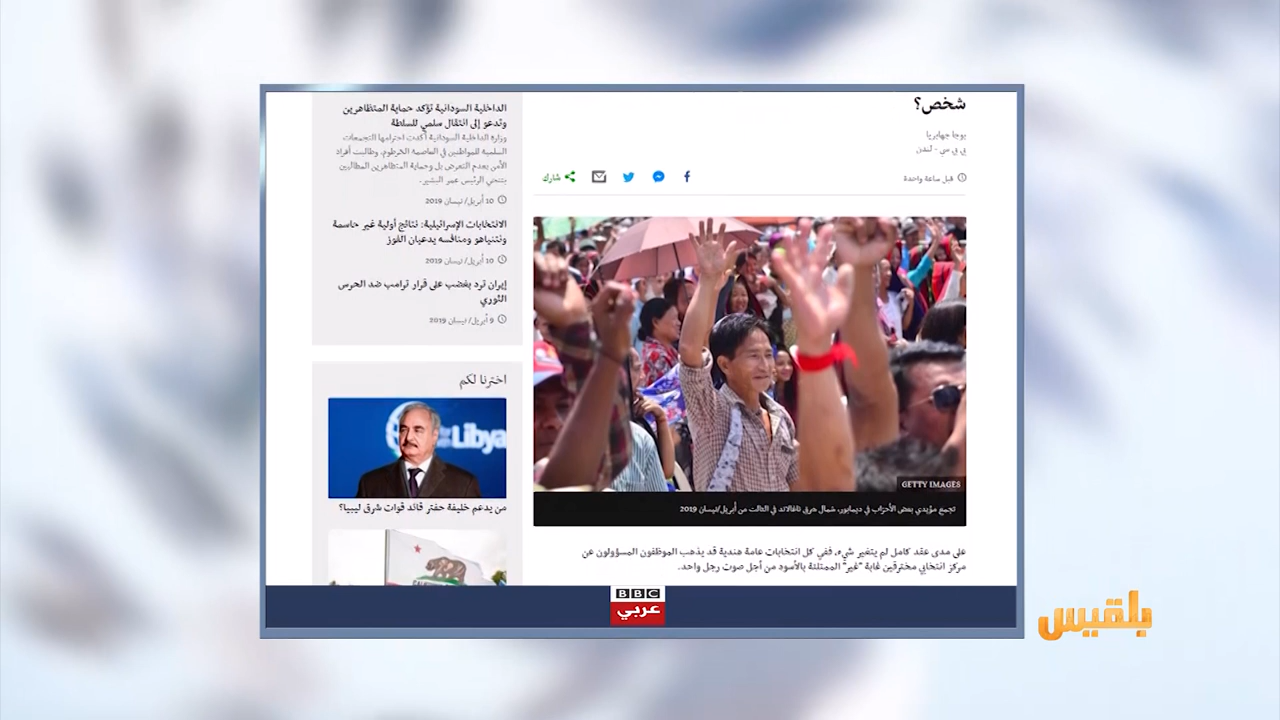 شخص؟
بوجا جهابريا
بي بي سي - لندن
قبل ساعة واحدة
شارك
GETTY IMAGES
تجمع مؤيدي بعض الأحزاب في ديمابور، شمال شرق ناغالاند في الثالث من أبريل/نيسان 2019
على مدى عقد كامل لم يتغير شيء، ففي كل انتخابات عامة هندية قد يذهب الموظفون المسؤولون عن
مركز انتخابي مخترقين غابة "غير" الممتلئة بالأسود من أجل صوت رجل واحد.
الداخلية السودانية تؤكد حماية المتظاهرين
وتدعو إلى انتقال سلمي للسلطة
وزارة الداخلية السودانية أكدت احترامها التجمعات
السلمية للمواطنين في العاصمة الخرطوم، وطالبت أفراد
الأمن بعدم التعرض بل وحماية المتظاهرين المطالبين
بتنحي الرئيس عمر البشير.
10 أبريل/ نيسان 2019
الانتخابات الإسرائيلية: نتائج أولية غير حاسمة
ونتنياهو ومنافسه يدعيان الفوز
10 أبريل/ نيسان 2019
إيران ترد بغضب على قرار ترامب ضد الحرس
الثوري
9 أبريل/ نيسان 2019
اخترنا لكم
Libya
من يدعم خليفة حفتر قائد قوات شرق ليبيا؟
BBC
عربي
بلقيس